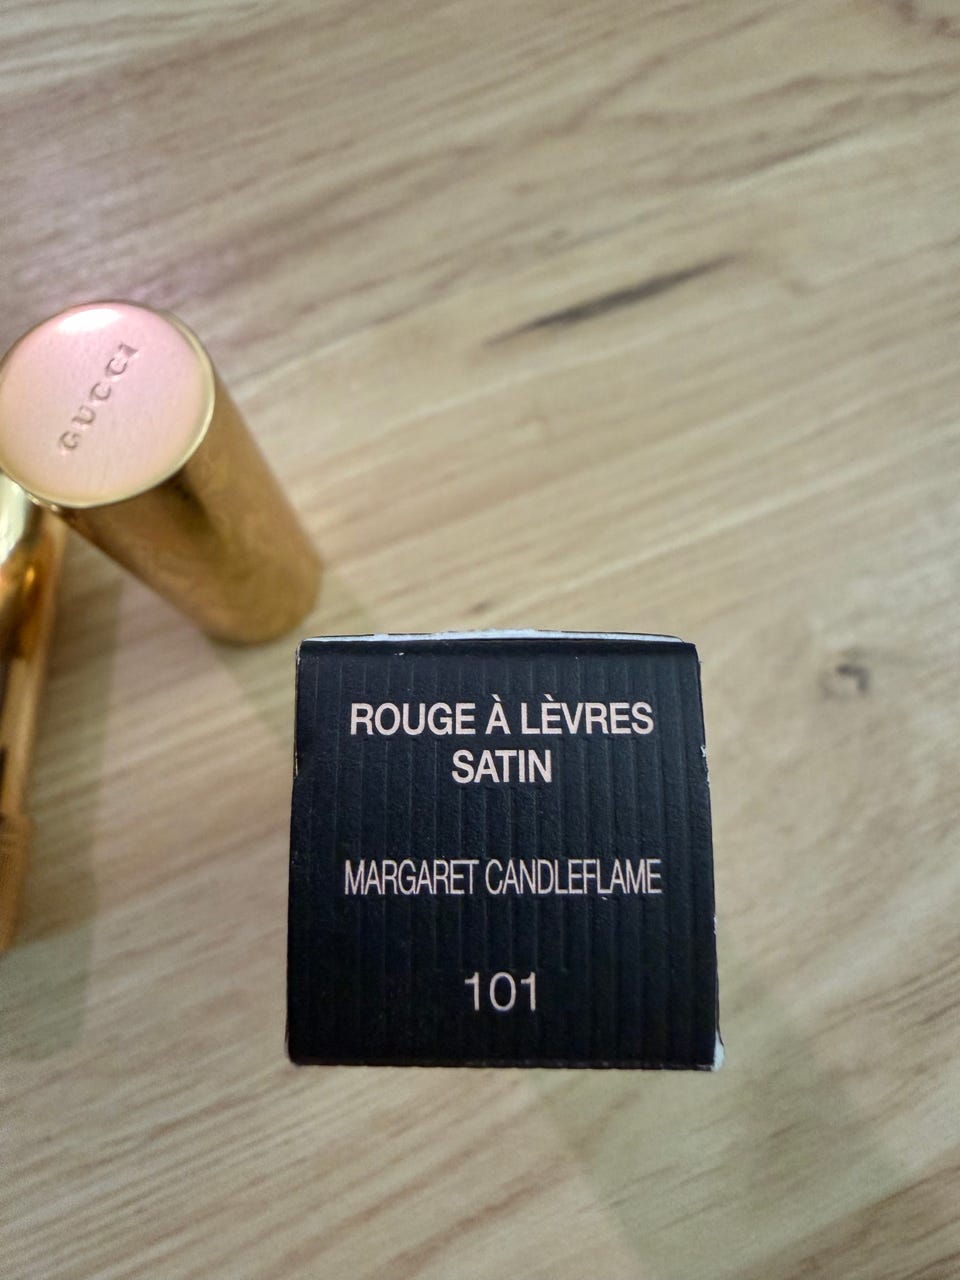 GUCCI
ROUGE À LÈVRES
SATIN
MARGARET CANDLEFLAME
101